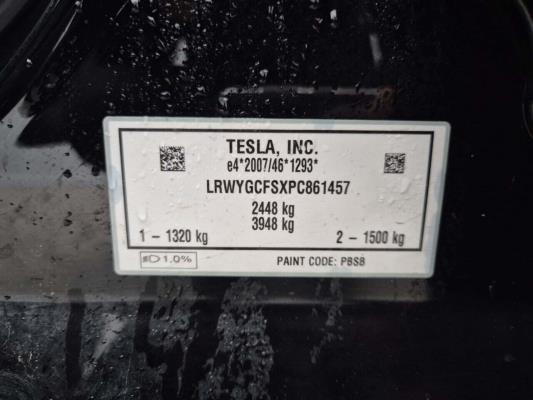 TESLA, INC.
e4*2007/46*1293*
LRWYGCFSXPC861457
2448 kg
3948 kg
1 - 1320 kg 2 - 1500 kg
1.0% PAINT CODE: PBSB